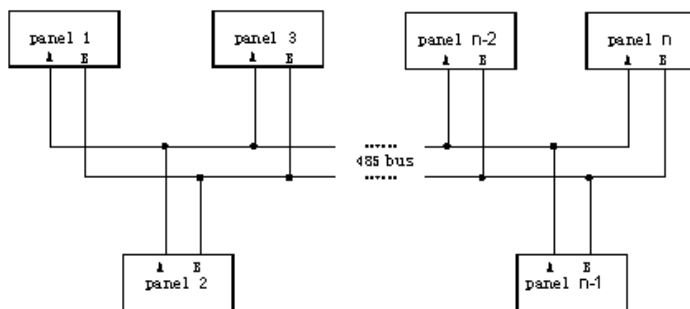 panel 1
A B
panel 3
A B
panel n-2
A B
panel n
A B
485 bus
A B
panel 2
A B
panel n-1